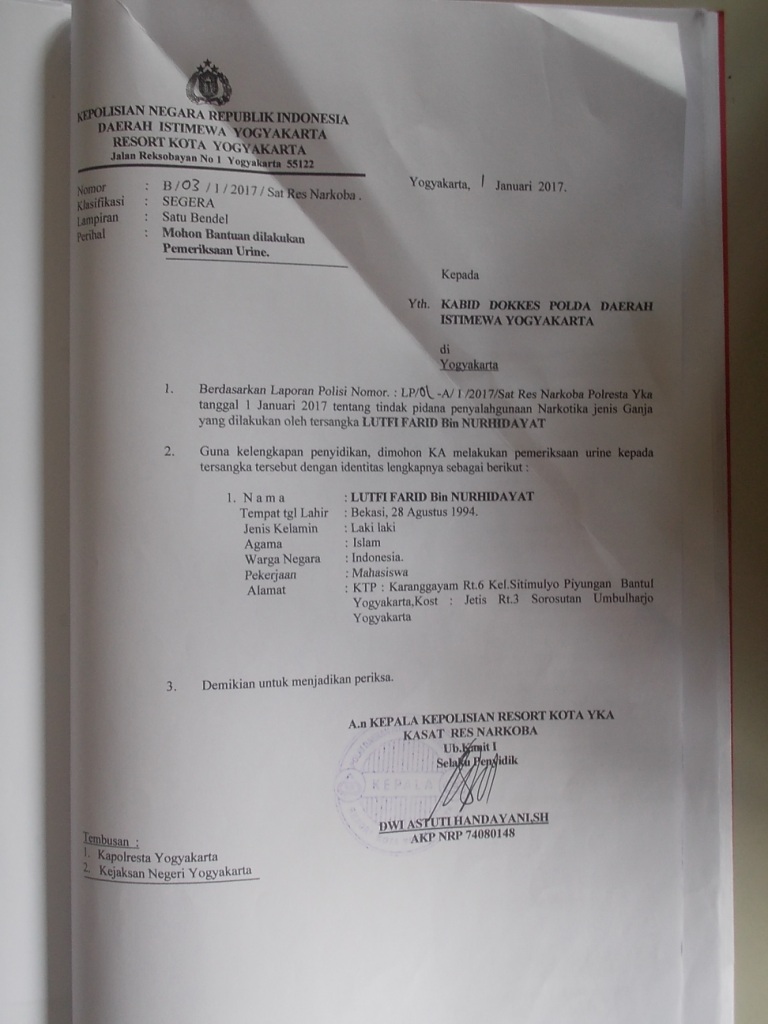 KEPOLISIAN NEGARA REPUBLIK INDONESIA
DAERAH ISTIMEWA YOGYAKARTA
RESORT KOTA YOGYAKARTA
Jalan Reksobayan No 1 Yogyakarta 55122
Yogyakarta, 1 Januari 2017.
Nomor : B/03/1/2017/Sat Res Narkoba.
Klasifikasi : SEGERA
Lampiran : Satu Bendel
Perihal : Mohon Bantuan dilakukan
Pemeriksaan Urine.
Kepada
Yth. KABID DOKKES POLDA DAERAH
ISTIMEWA YOGYAKARTA
di
Yogyakarta
1. Berdasarkan Laporan Polisi Nomor. : LP/01-A/1/2017/Sat Res Narkoba Polresta Yka
tanggal 1 Januari 2017 tentang tindak pidana penyalahgunaan Narkotika jenis Ganja
yang dilakukan oleh tersangka LUTFI FARID Bin NURHIDAYAT
2. Guna kelengkapan penyidikan, dimohon KA melakukan pemeriksaan urine kepada
tersangka tersebut dengan identitas lengkapnya sebagai berikut :
1. N a m a : LUTFI FARID Bin NURHIDAYAT
Tempat tgl Lahir : Bekasi, 28 Agustus 1994.
Jenis Kelamin : Laki laki
Agama : Islam
Warga Negara : Indonesia.
Pekerjaan : Mahasiswa
Alamat : KTP : Karanggayam Rt.6 Kel.Sitimulyo Piyungan Bantul
Yogyakarta,Kost : Jetis Rt.3 Sorosutan Umbulharjo
Yogyakarta
3. Demikian untuk menjadikan periksa.
A.n KEPALA KEPOLISIAN RESORT KOTA YKA
KASAT RES NARKOBA
Ub.Kanit I
Selaku Penyidik
KEPALA
DWI ASTUTI HANDAYANI,SH
AKP NRP 74080148
Tembusan :
1. Kapolresta Yogyakarta
2. Kejaksan Negeri Yogyakarta